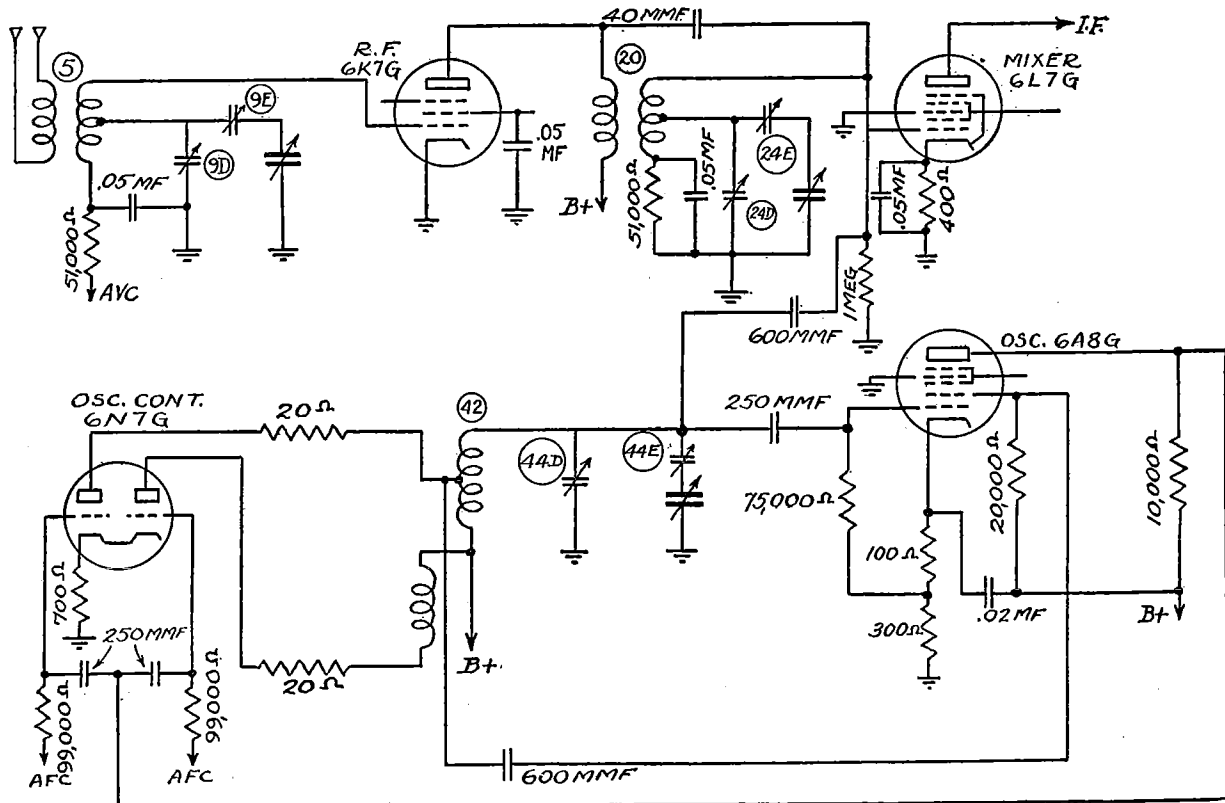 40MMF
I.F.
5
R.F.
6K7G
20
MIXER
6L7G
9E
.05
MF
24E
9D
.05MF
.05MF
24D
.05MF
400Ω
51,000Ω
B+
51,000Ω
AVC
1MEG
600MMF
OSC. 6A8G
OSC. CONT.
6N7G
20Ω
42
250MMF
44D
44E
75,000Ω
20,000Ω
10,000Ω
100Ω
700Ω
.02MF
B+
300Ω
250MMF
B+
20Ω
99,000Ω
99,000Ω
AFC
AFC
600MMF